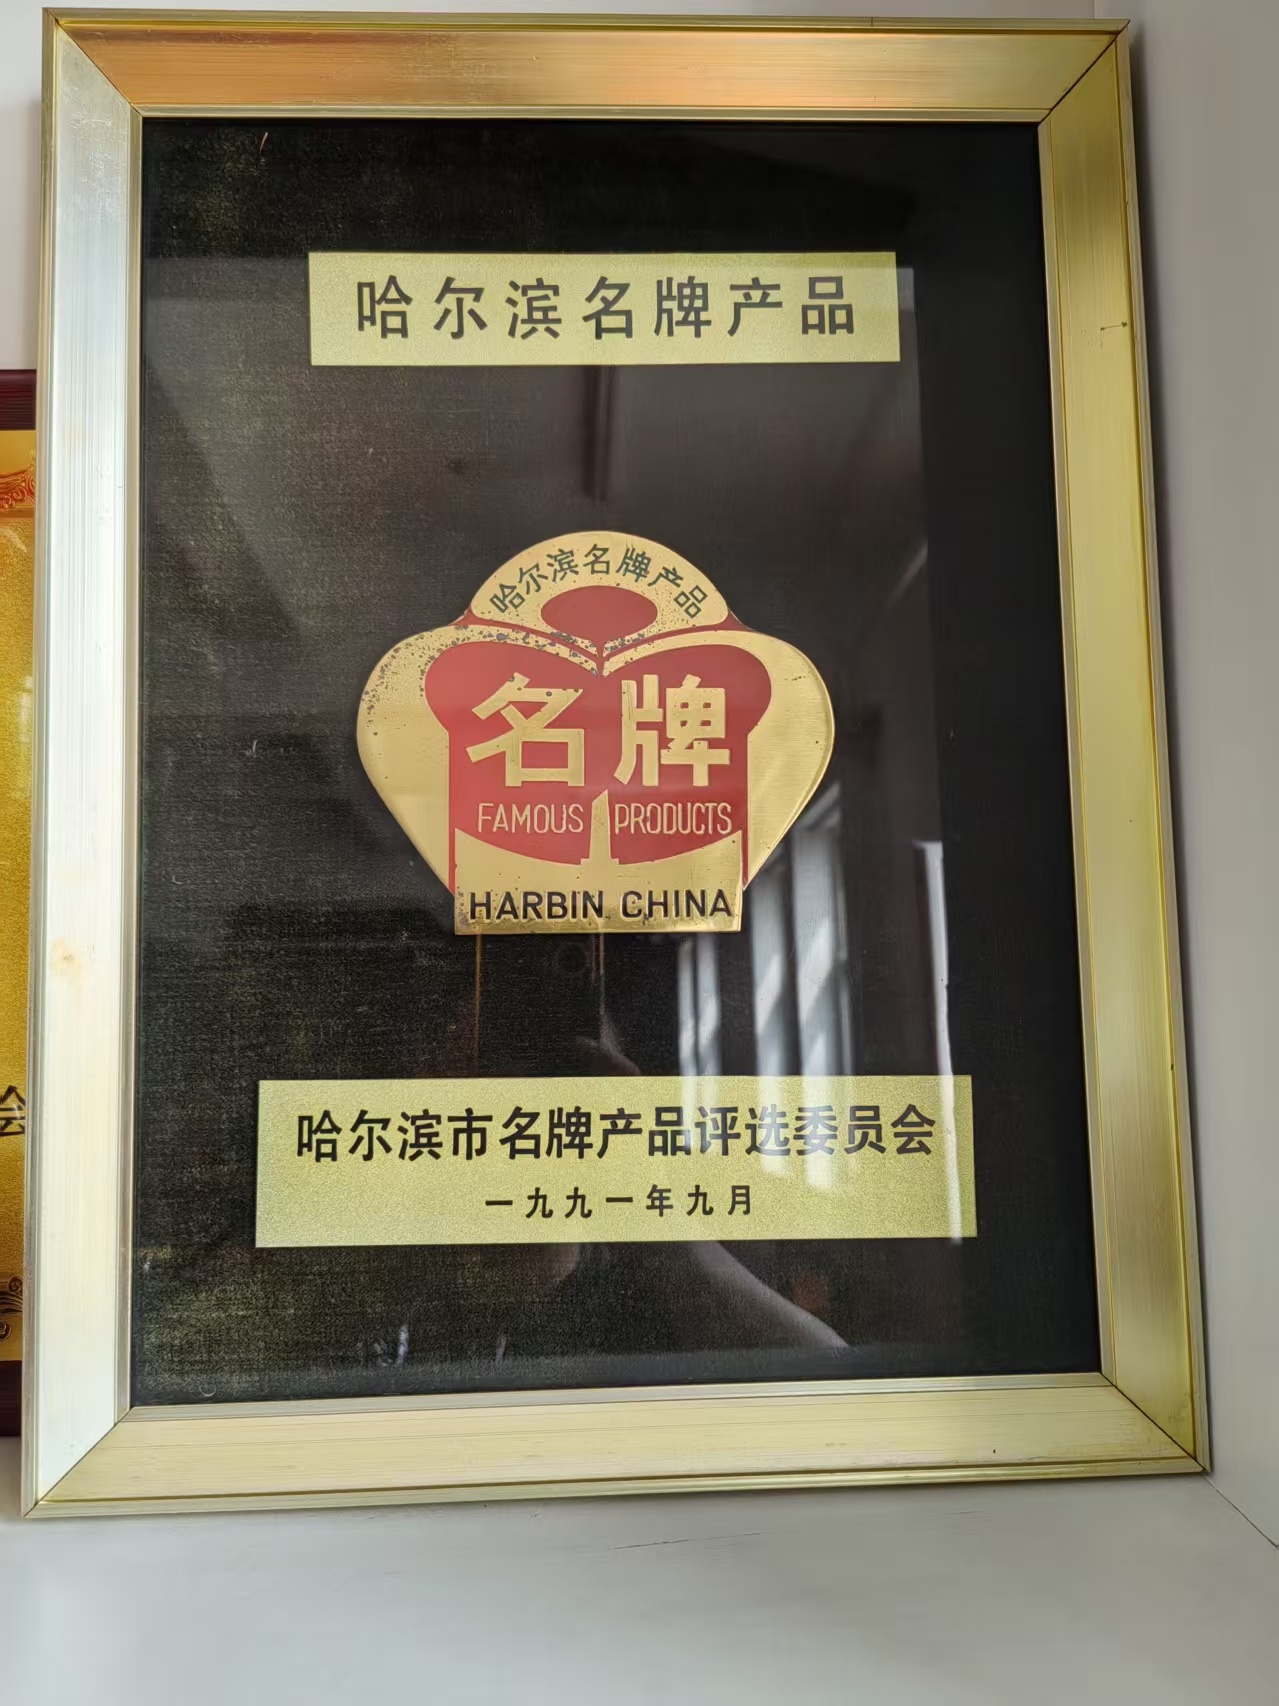 哈尔滨名牌产品
哈尔滨名牌产品
名牌
FAMOUS PRODUCTS
HARBIN CHINA
哈尔滨市名牌产品评选委员会
一九九一年九月
会